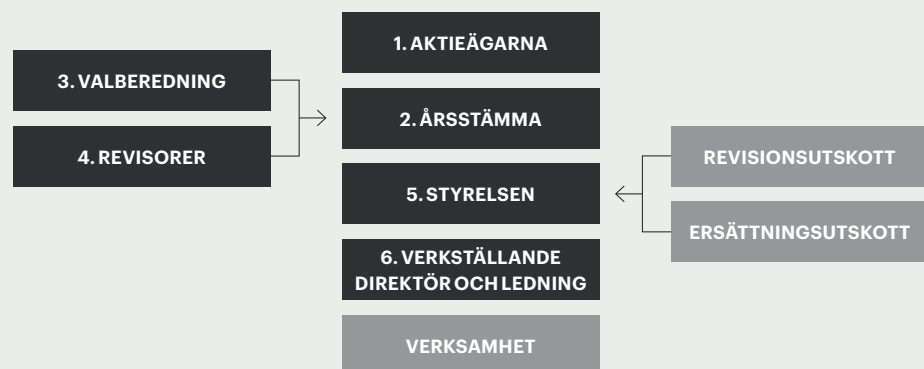 1. AKTIEÄGARNA
3. VALBEREDNING
2. ÅRSSTÄMMA
4. REVISORER
REVISIONSUTSKOTT
5. STYRELSEN
ERSÄTTNINGSUTSKOTT
6. VERKSTÄLLANDE
DIREKTÖR OCH LEDNING
VERKSAMHET